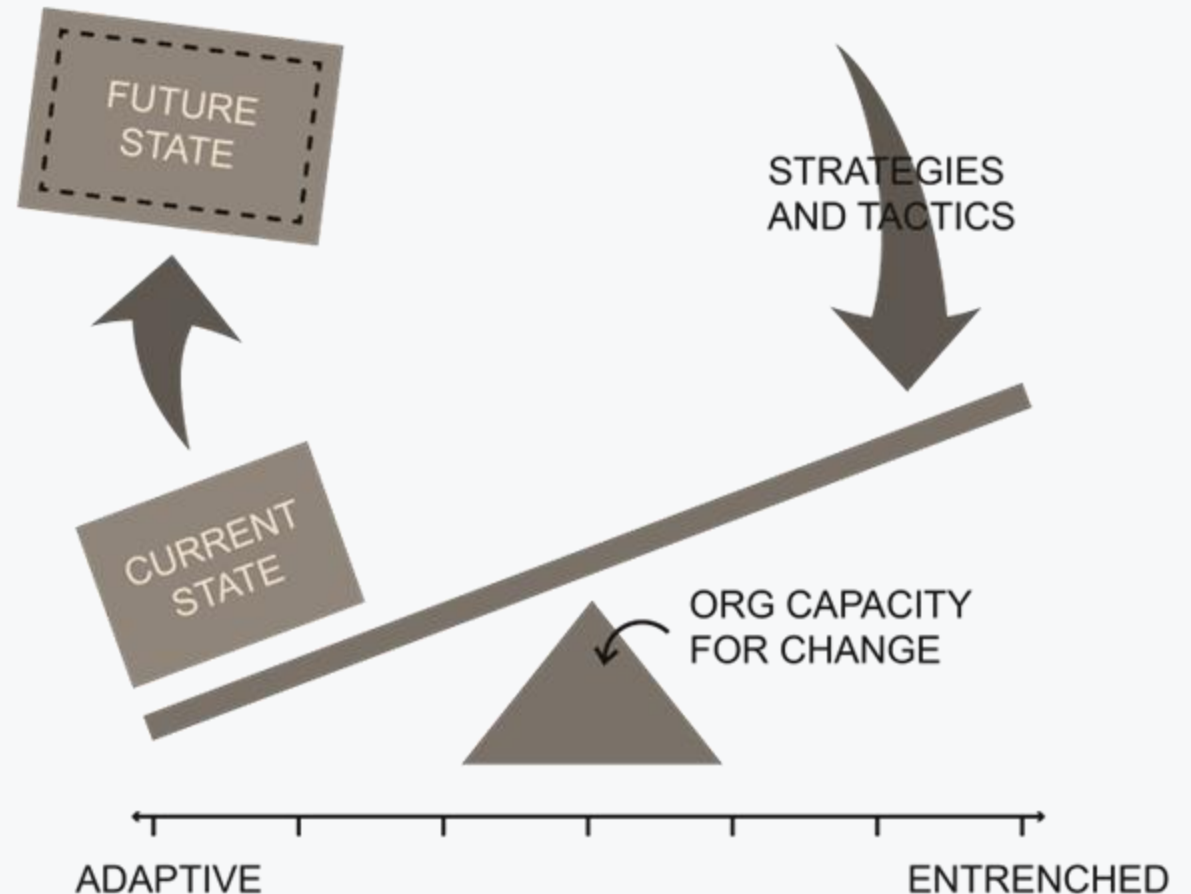 FUTURE
STATE
STRATEGIES
AND TACTICS
CURRENT
STATE
ORG CAPACITY
FOR CHANGE
ADAPTIVE
ENTRENCHED